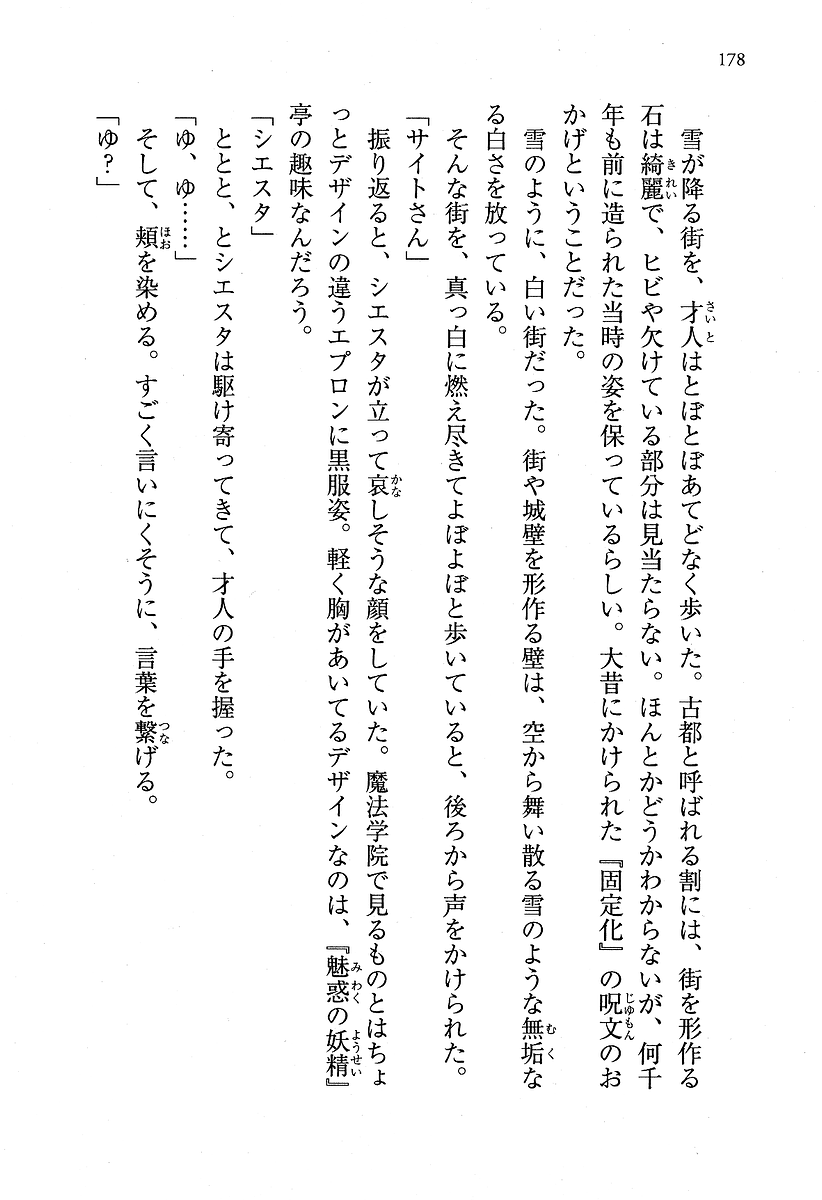 178
　雪が降る街を、才人はとぼとぼあてどなく歩いた。古都と呼ばれる割には、街を形作る
石は綺麗で、ヒビや欠けている部分は見当たらない。ほんとかどうかわからないが、何千
年も前に造られた当時の姿を保っているらしい。大昔にかけられた『固定化』の呪文のお
かげということだった。
　雪のように、白い街だった。街や城壁を形作る壁は、空から舞い散る雪のような無垢な
る白さを放っている。
　そんな街を、真っ白に燃え尽きてよぼよぼと歩いていると、後ろから声をかけられた。
「サイトさん」
　振り返ると、シエスタが立って哀しそうな顔をしていた。魔法学院で見るものとはちょ
っとデザインの違うエプロンに黒服姿。軽く胸があいてるデザインなのは、『魅惑の妖精』
亭の趣味なんだろう。
「シエスタ」
　ととと、とシエスタは駆け寄ってきて、才人の手を握った。
「ゆ、ゆ……」
　そして、頬を染める。すごく言いにくそうに、言葉を繋げる。
「ゆ？」